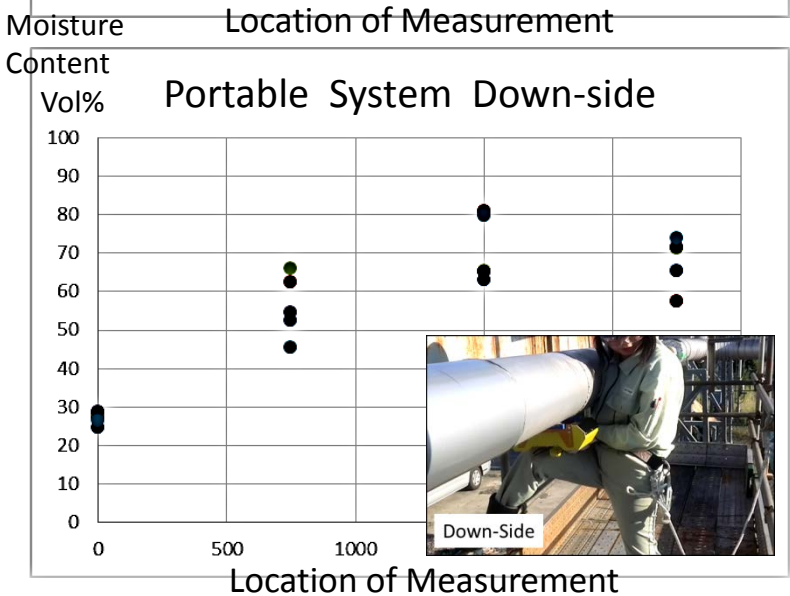 Location of Measurement
Moisture
Content
Vol%
Portable System Down-side
100
90
80
70
60
50
40
30
20
10
0
0
500
1000
Down-Side
Location of Measurement